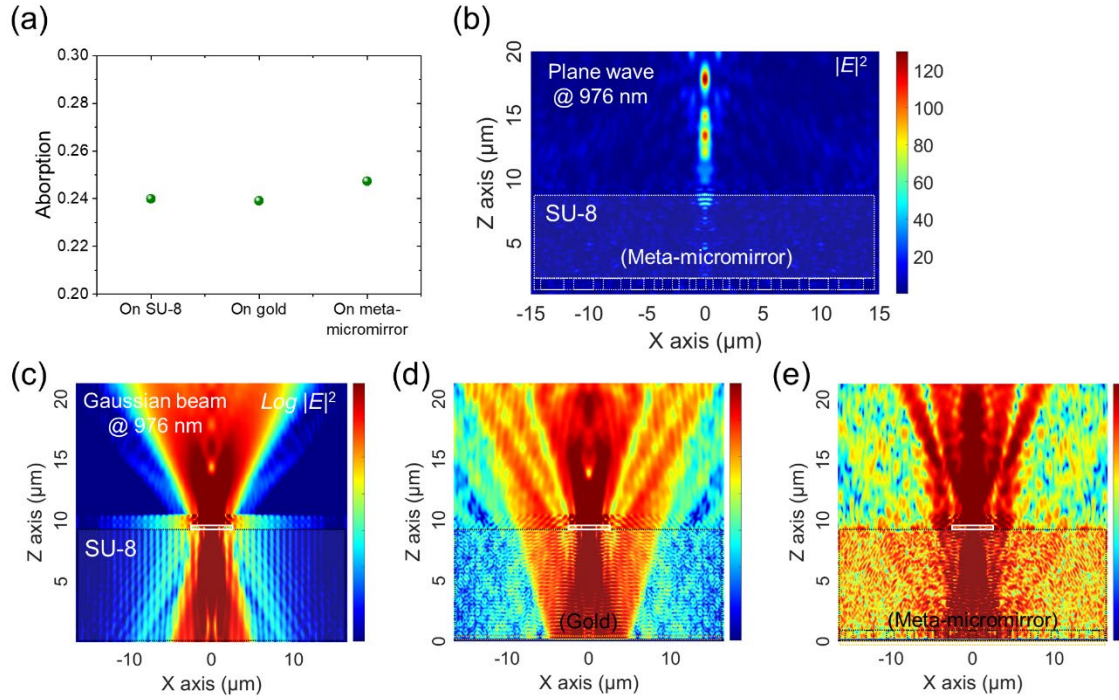 (a)
0.30
0.28
0.26
0.24
0.22
0.20
Aborption
On SU-8
On gold
On meta-
micromirror
(b)
20
15
10
5
Z axis (µm)
Plane wave
@ 976 nm
|E|²
SU-8
(Meta-micromirror)
-15
-10
-5
0
5
10
15
X axis (µm)
120
100
80
60
40
20
(c)
20
15
10
5
0
Z axis (µm)
Gaussian beam
@ 976 nm
Log |E|²
SU-8
-10
0
10
X axis (µm)
(d)
20
15
10
5
0
Z axis (µm)
(Gold)
-10
0
10
X axis (µm)
(e)
20
15
10
5
0
Z axis (µm)
(Meta-micromirror)
-10
0
10
X axis (µm)